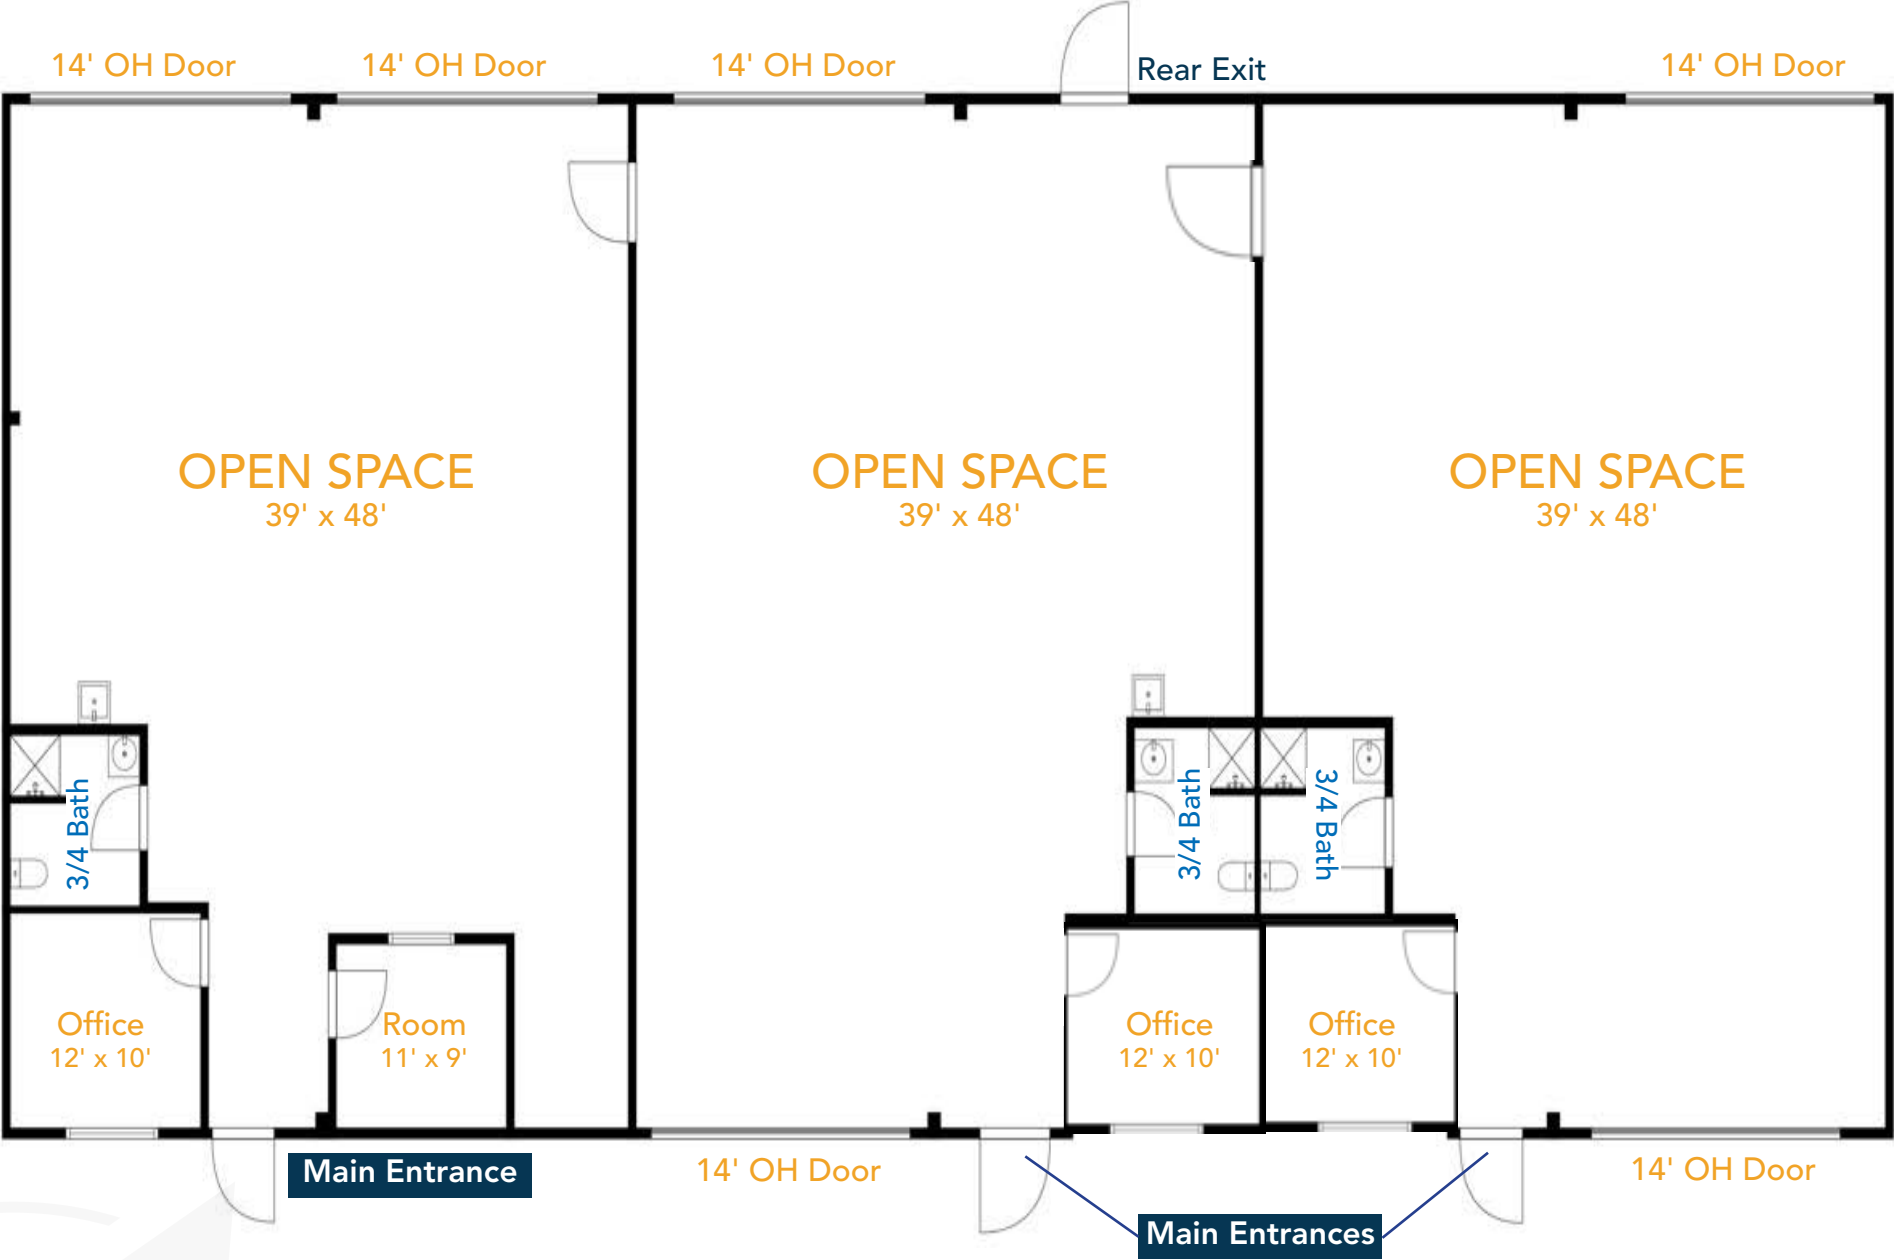 14' OH Door
14' OH Door
14' OH Door
Rear Exit
14' OH Door
OPEN SPACE
39' x 48'
OPEN SPACE
39' x 48'
OPEN SPACE
39' x 48'
3/4 Bath
3/4 Bath
3/4 Bath
Office
12' x 10'
Room
11' x 9'
Office
12' x 10'
Office
12' x 10'
Main Entrance
14' OH Door
14' OH Door
Main Entrances